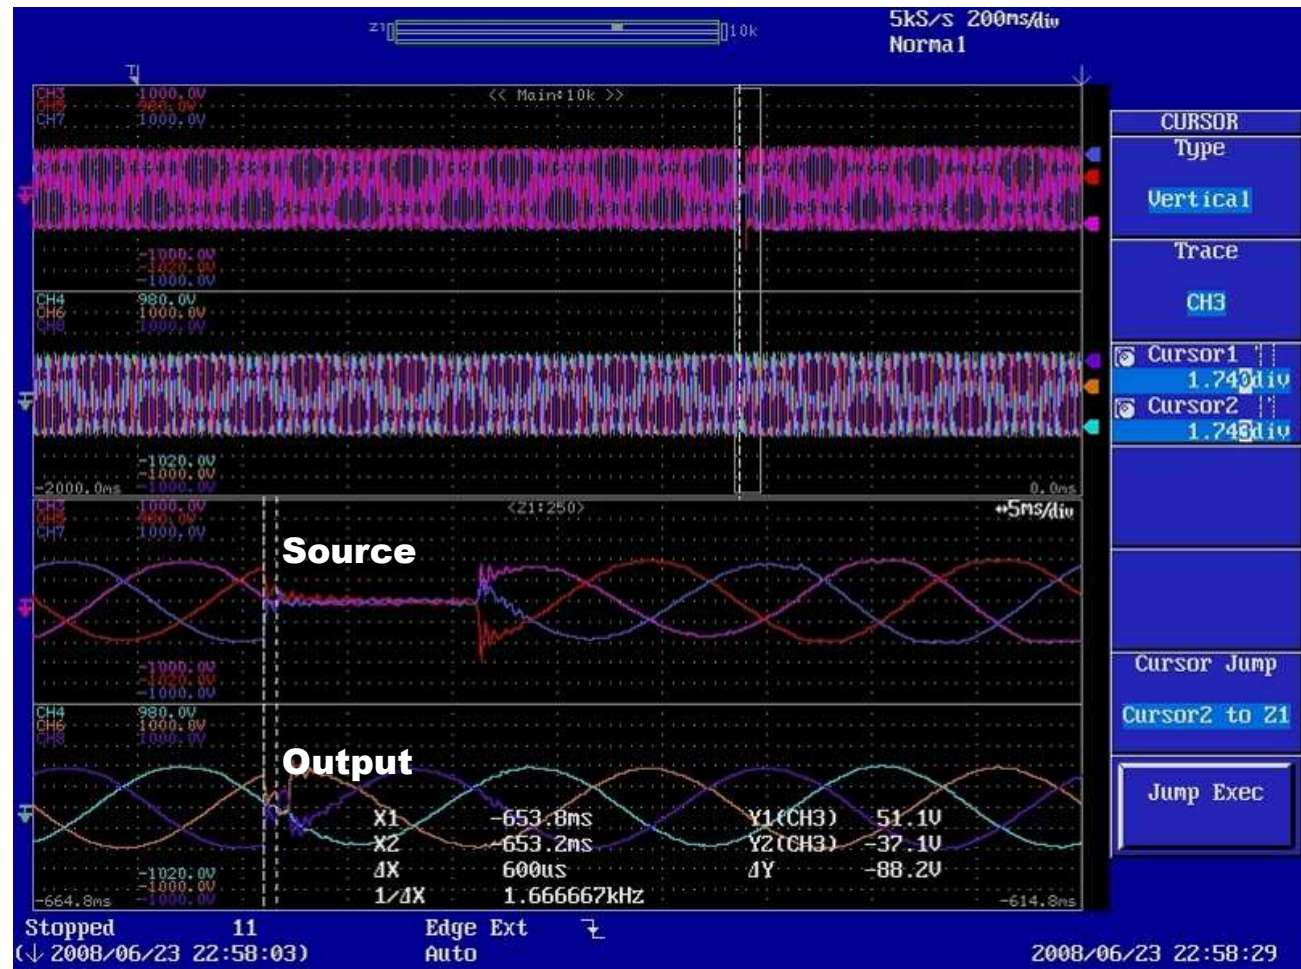 5kS/s 200ms/div
Normal
Z1 10k
T
CH3 1000.0V << Main:10k >>
CH5 980.0V
CH7 1000.0V
-1000.0V
-1020.0V
-1000.0V
CH4 980.0V
CH6 1000.0V
CH8 1000.0V
-1020.0V
-1000.0V
-2000.0ms -1000.0V 0.0ms
CH3 1000.0V <Z1:250> 5ms/div
CH5 980.0V
CH7 1000.0V
Source
-1000.0V
-1020.0V
-1000.0V
CH4 980.0V
CH6 1000.0V
CH8 1000.0V
Output
X1 -653.8ms Y1(CH3) 51.1V
X2 -653.2ms Y2(CH3) -37.1V
ΔX 600us ΔY -88.2V
1/ΔX 1.666667kHz
-1020.0V
-1000.0V
-664.8ms -1000.0V -614.8ms
CURSOR
Type
Vertical
Trace
CH3
Cursor1
1.740div
Cursor2
1.743div
Cursor Jump
Cursor2 to Z1
Jump Exec
Stopped 11 Edge Ext
(↓ 2008/06/23 22:58:03) Auto 2008/06/23 22:58:29